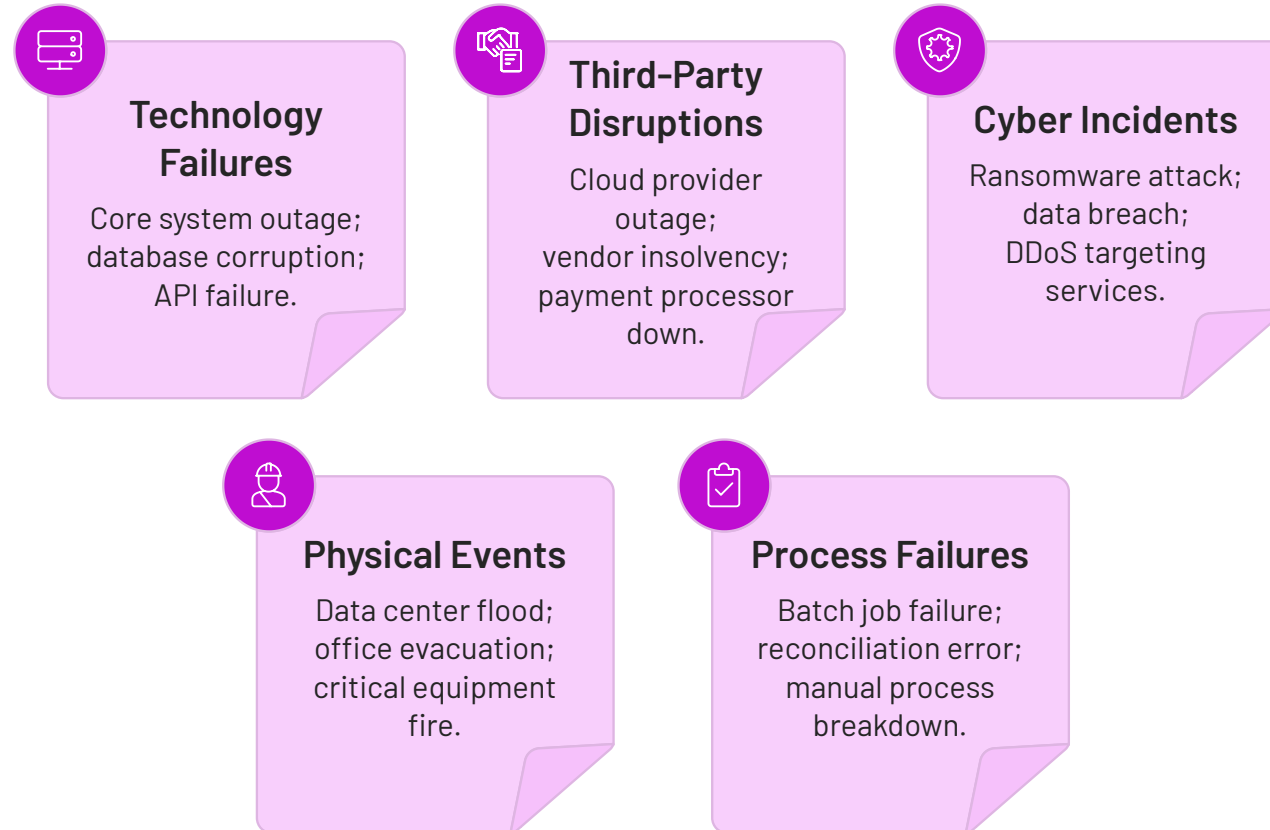 Technology
Failures
Core system outage;
database corruption;
API failure.
Third-Party
Disruptions
Cloud provider
outage;
vendor insolvency;
payment processor
down.
Cyber Incidents
Ransomware attack;
data breach;
DDoS targeting
services.
Physical Events
Data center flood;
office evacuation;
critical equipment
fire.
Process Failures
Batch job failure;
reconciliation error;
manual process
breakdown.